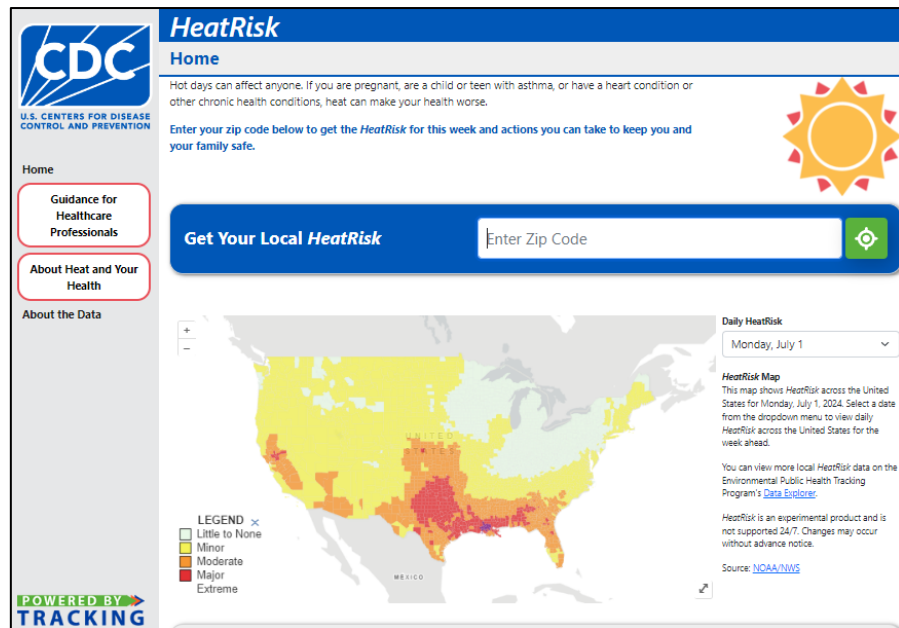 HeatRisk
CDC
U.S. CENTERS FOR DISEASE
CONTROL AND PREVENTION
Home
Guidance for
Healthcare
Professionals
About Heat and Your
Health
About the Data
POWERED BY
TRACKING
Home
Hot days can affect anyone. If you are pregnant, are a child or teen with asthma, or have a heart condition or
other chronic health conditions, heat can make your health worse.
Enter your zip code below to get the HeatRisk for this week and actions you can take to keep you and
your family safe.
Get Your Local HeatRisk
Enter Zip Code
+
−
UNITED
STATES
MEXICO
LEGEND
Little to None
Minor
Moderate
Major
Extreme
Daily HeatRisk
Monday, July 1
HeatRisk Map
This map shows HeatRisk across the United
States for Monday, July 1, 2024. Select a date
from the dropdown menu to view daily
HeatRisk across the United States for the
week ahead.
You can view more local HeatRisk data on the
Environmental Public Health Tracking
Program's Data Explorer.
HeatRisk is an experimental product and is
not supported 24/7. Changes may occur
without advance notice.
Source: NOAA/NWS